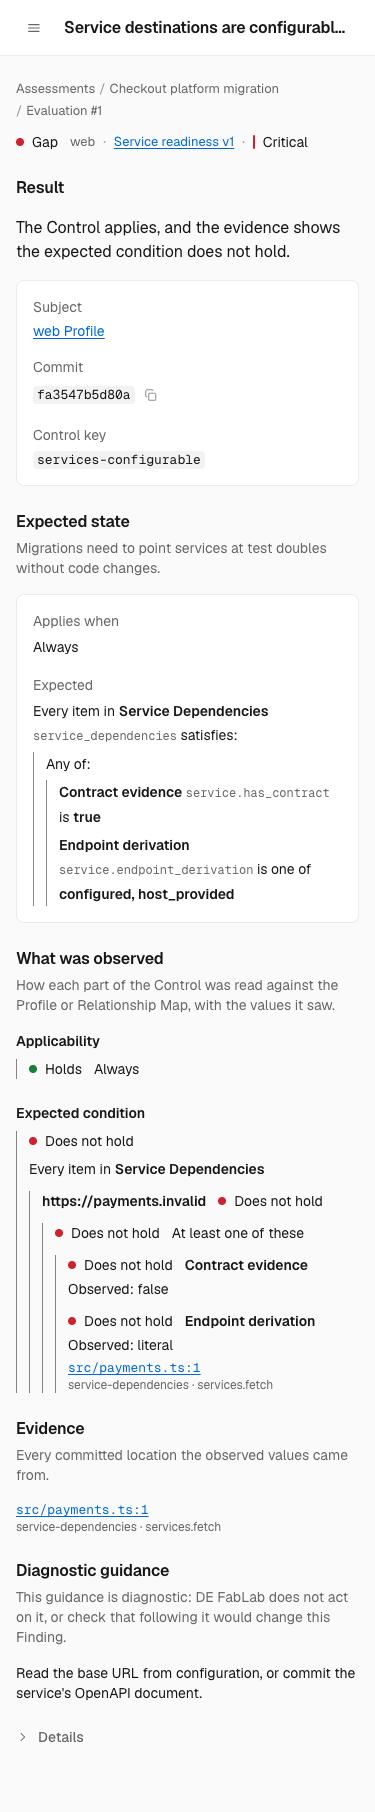 Service destinations are configurabl...
Assessments / Checkout platform migration
/ Evaluation #1
Gap web · Service readiness v1 · Critical
Result
The Control applies, and the evidence shows
the expected condition does not hold.
Subject
web Profile
Commit
fa3547b5d80a
Control key
services-configurable
Expected state
Migrations need to point services at test doubles
without code changes.
Applies when
Always
Expected
Every item in Service Dependencies
service_dependencies satisfies:
Any of:
Contract evidence service.has_contract
is true
Endpoint derivation
service.endpoint_derivation is one of
configured, host_provided
What was observed
How each part of the Control was read against the
Profile or Relationship Map, with the values it saw.
Applicability
Holds Always
Expected condition
Does not hold
Every item in Service Dependencies
https://payments.invalid Does not hold
Does not hold At least one of these
Does not hold Contract evidence
Observed: false
Does not hold Endpoint derivation
Observed: literal
src/payments.ts:1
service-dependencies · services.fetch
Evidence
Every committed location the observed values came
from.
src/payments.ts:1
service-dependencies · services.fetch
Diagnostic guidance
This guidance is diagnostic: DE FabLab does not act
on it, or check that following it would change this
Finding.
Read the base URL from configuration, or commit the
service's OpenAPI document.
Details